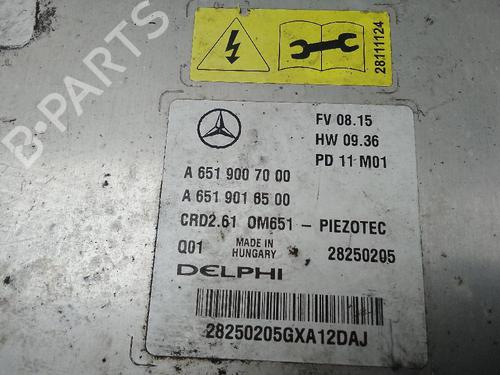 28111124
FV 08.15
HW 09.36
PD 11 M01
A 651 900 70 00
A 651 901 65 00
CRD2.61 OM651 - PIEZOTEC
Q01 MADE IN HUNGARY 28250205
DELPHI
28250205GXA12DAJ
B-PARTS